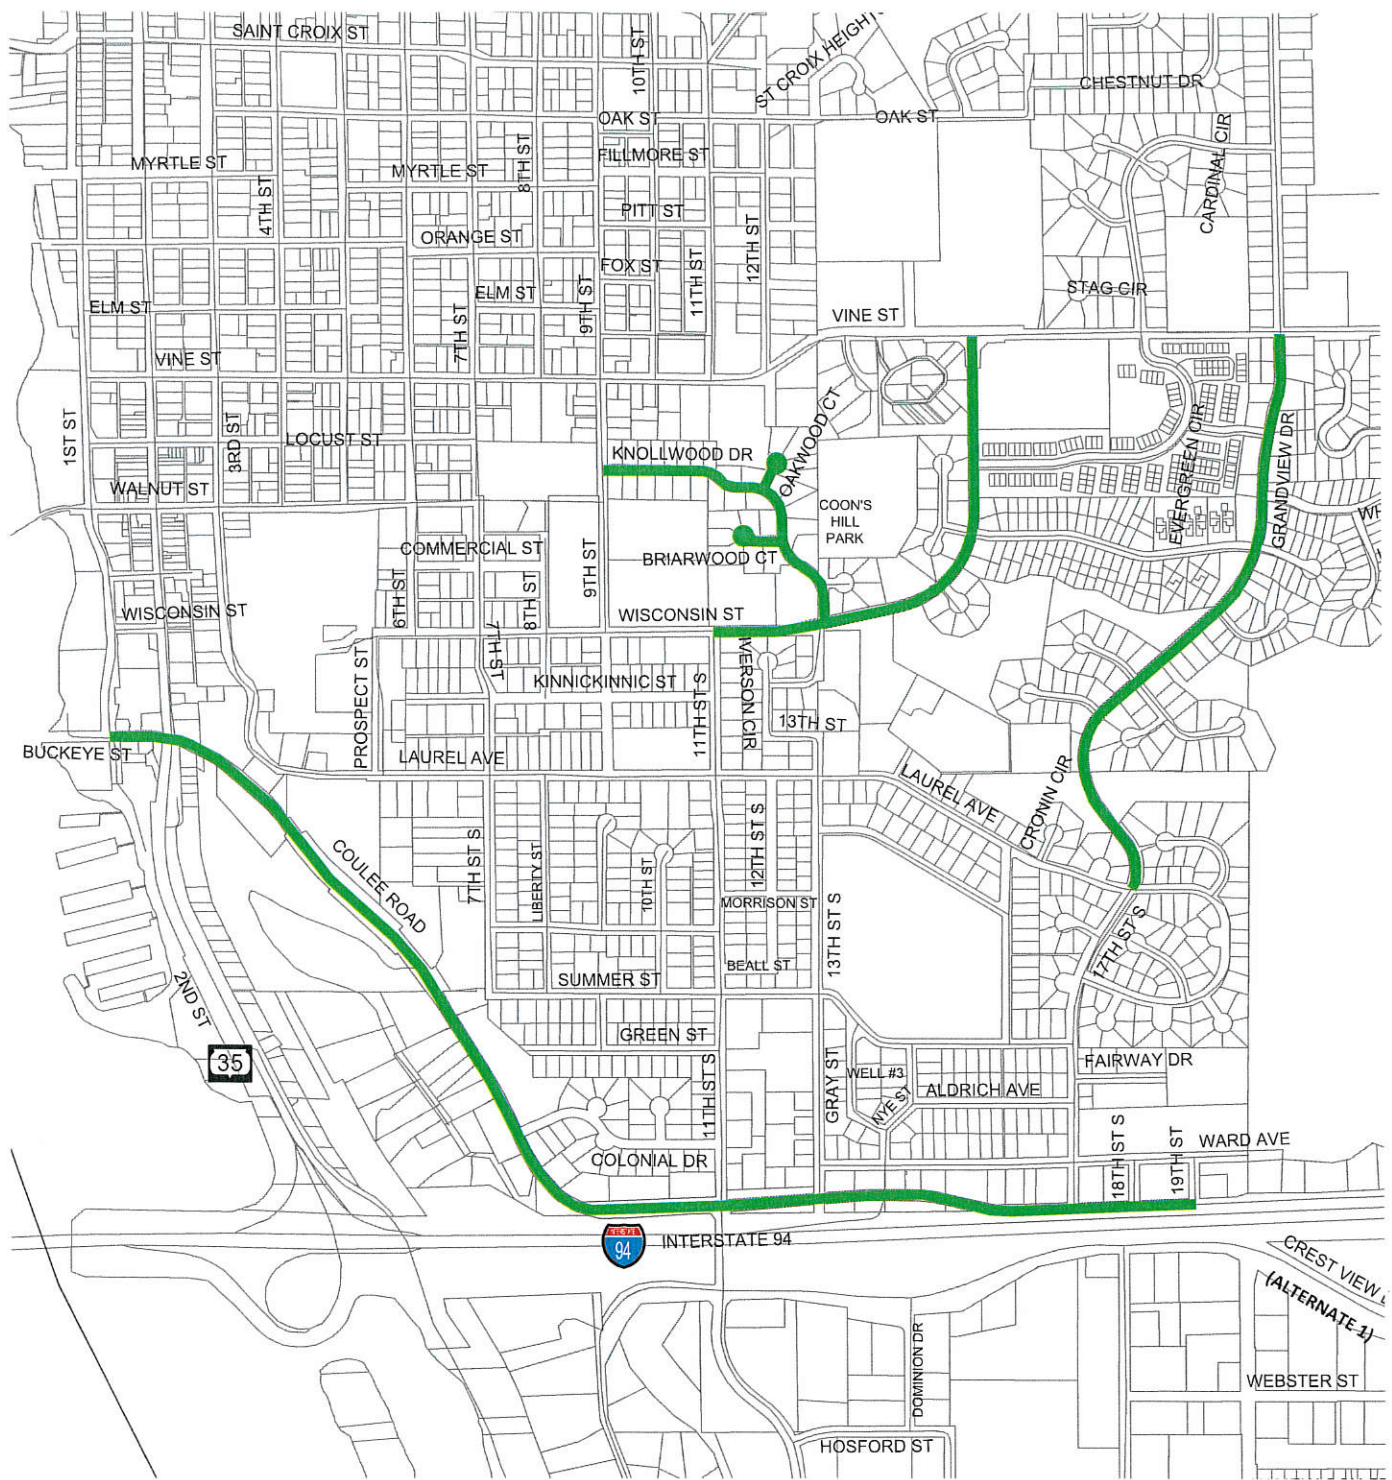 SAINT CROIX ST
10TH ST
ST CROIX HEIGHTS
CHESTNUT DR
OAK ST
OAK ST
MYRTLE ST
MYRTLE ST
8TH ST
FILLMORE ST
CARDINAL CIR
4TH ST
PITT ST
ORANGE ST
12TH ST
FOX ST
11TH ST
ELM ST
ELM ST
9TH ST
STAG CIR
7TH ST
VINE ST
VINE ST
1ST ST
3RD ST
LOCUST ST
KNOLLWOOD DR
OAKWOOD CT
EVERGREEN CIR
GRANDVIEW DR
WALNUT ST
COON'S
HILL
PARK
COMMERCIAL ST
BRIARWOOD CT
9TH ST
6TH ST
8TH ST
WISCONSIN ST
WISCONSIN ST
7TH ST
KINNICKINNIC ST
PROSPECT ST
11TH ST S
IVERSON CIR
13TH ST
BUCKEYE ST
LAUREL AVE
LAUREL AVE
CRONIN CIR
COULEE ROAD
7TH ST S
LIBERTY ST
10TH ST
12TH ST S
MORRISON ST
13TH ST S
17TH ST S
BEALL ST
SUMMER ST
2ND ST
GREEN ST
35
11TH ST S
GRAY ST
WELL #3
NYE ST
ALDRICH AVE
FAIRWAY DR
COLONIAL DR
18TH ST S
19TH ST
WARD AVE
94
INTERSTATE 94
CREST VIEW
(ALTERNATE 1)
DOMINION DR
WEBSTER ST
HOSFORD ST